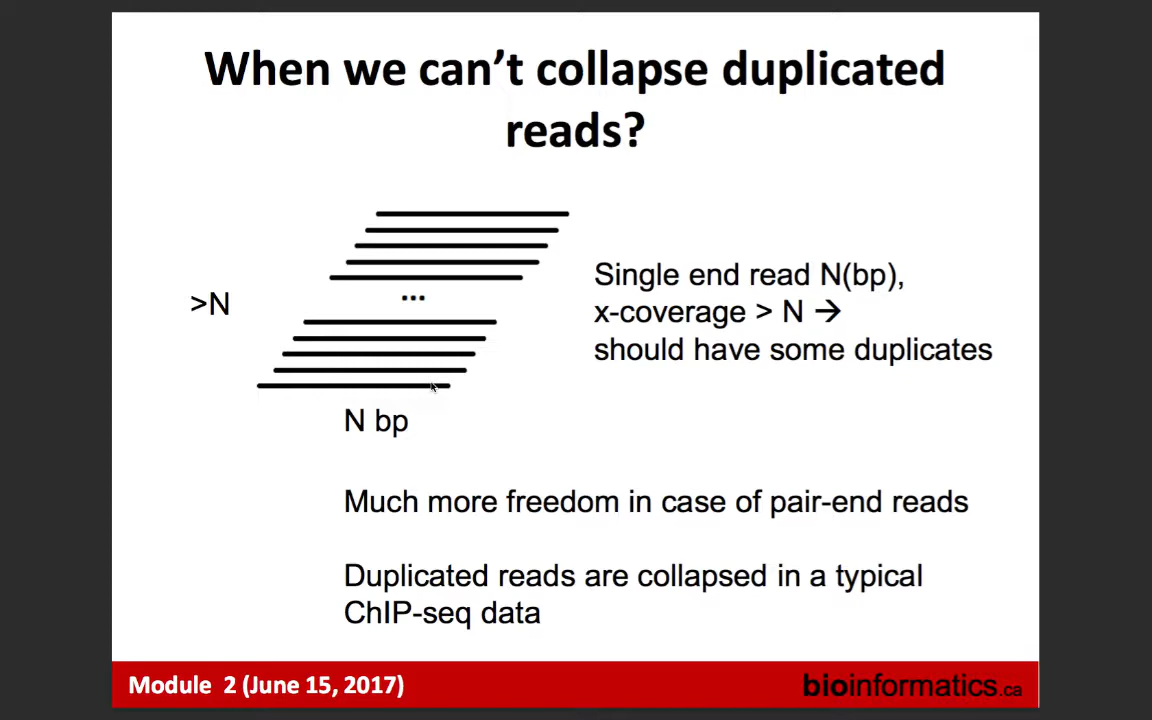 When we can't collapse duplicated
reads?
>N
...
Single end read N(bp),
x-coverage > N →
should have some duplicates
N bp
Much more freedom in case of pair-end reads
Duplicated reads are collapsed in a typical
ChIP-seq data
Module 2 (June 15, 2017)
bioinformatics.ca